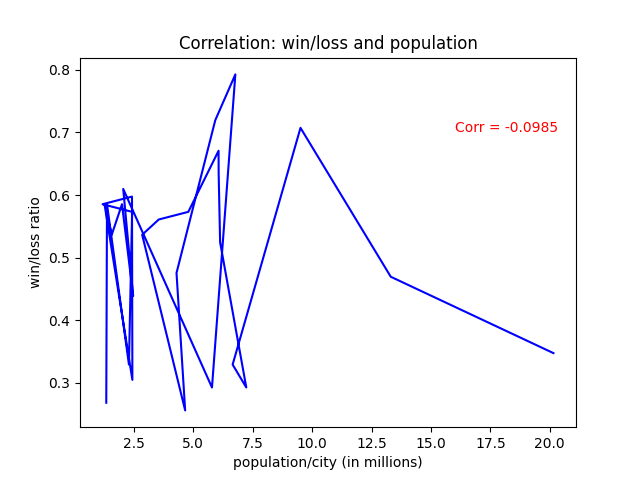 Correlation: win/loss and population
0.8
0.7
0.6
0.5
0.4
0.3
win/loss ratio
Corr = -0.0985
2.5 5.0 7.5 10.0 12.5 15.0 17.5 20.0
population/city (in millions)